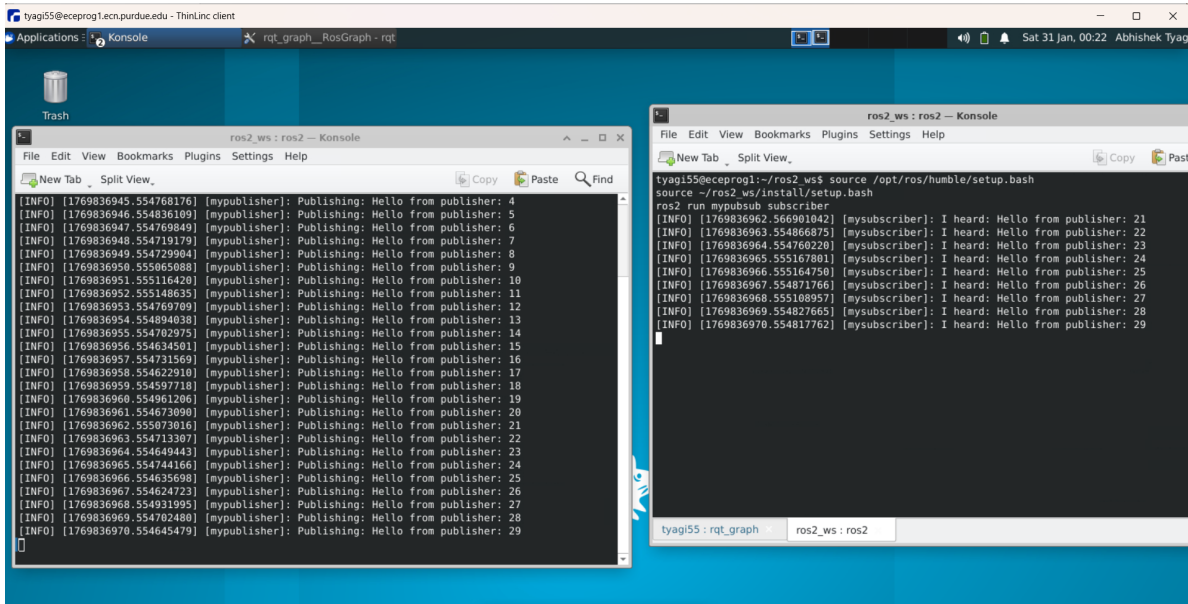 tyagi55@eceprog1.ecn.purdue.edu - ThinLinc client
Applications Konsole rqt_graph__RosGraph - rqt Sat 31 Jan, 00:22 Abhishek Tyag
Trash
ros2_ws : ros2 — Konsole
File Edit View Bookmarks Plugins Settings Help
New Tab Split View Copy Paste Find
[INFO] [1769836945.554768176] [mypublisher]: Publishing: Hello from publisher: 4
[INFO] [1769836946.554836109] [mypublisher]: Publishing: Hello from publisher: 5
[INFO] [1769836947.554769849] [mypublisher]: Publishing: Hello from publisher: 6
[INFO] [1769836948.554719179] [mypublisher]: Publishing: Hello from publisher: 7
[INFO] [1769836949.554729904] [mypublisher]: Publishing: Hello from publisher: 8
[INFO] [1769836950.555065088] [mypublisher]: Publishing: Hello from publisher: 9
[INFO] [1769836951.555116420] [mypublisher]: Publishing: Hello from publisher: 10
[INFO] [1769836952.555148635] [mypublisher]: Publishing: Hello from publisher: 11
[INFO] [1769836953.554769709] [mypublisher]: Publishing: Hello from publisher: 12
[INFO] [1769836954.554894038] [mypublisher]: Publishing: Hello from publisher: 13
[INFO] [1769836955.554702975] [mypublisher]: Publishing: Hello from publisher: 14
[INFO] [1769836956.554634501] [mypublisher]: Publishing: Hello from publisher: 15
[INFO] [1769836957.554731569] [mypublisher]: Publishing: Hello from publisher: 16
[INFO] [1769836958.554622910] [mypublisher]: Publishing: Hello from publisher: 17
[INFO] [1769836959.554597718] [mypublisher]: Publishing: Hello from publisher: 18
[INFO] [1769836960.554961206] [mypublisher]: Publishing: Hello from publisher: 19
[INFO] [1769836961.554673090] [mypublisher]: Publishing: Hello from publisher: 20
[INFO] [1769836962.555073016] [mypublisher]: Publishing: Hello from publisher: 21
[INFO] [1769836963.554713307] [mypublisher]: Publishing: Hello from publisher: 22
[INFO] [1769836964.554649443] [mypublisher]: Publishing: Hello from publisher: 23
[INFO] [1769836965.554744166] [mypublisher]: Publishing: Hello from publisher: 24
[INFO] [1769836966.554635698] [mypublisher]: Publishing: Hello from publisher: 25
[INFO] [1769836967.554624723] [mypublisher]: Publishing: Hello from publisher: 26
[INFO] [1769836968.554931995] [mypublisher]: Publishing: Hello from publisher: 27
[INFO] [1769836969.554702480] [mypublisher]: Publishing: Hello from publisher: 28
[INFO] [1769836970.554645479] [mypublisher]: Publishing: Hello from publisher: 29
ros2_ws : ros2 — Konsole
File Edit View Bookmarks Plugins Settings Help
New Tab Split View Copy Past
tyagi55@eceprog1:~/ros2_ws$ source /opt/ros/humble/setup.bash
source ~/ros2_ws/install/setup.bash
ros2 run mypubsub subscriber
[INFO] [1769836962.566901042] [mysubscriber]: I heard: Hello from publisher: 21
[INFO] [1769836963.554866875] [mysubscriber]: I heard: Hello from publisher: 22
[INFO] [1769836964.554760220] [mysubscriber]: I heard: Hello from publisher: 23
[INFO] [1769836965.555167801] [mysubscriber]: I heard: Hello from publisher: 24
[INFO] [1769836966.555164750] [mysubscriber]: I heard: Hello from publisher: 25
[INFO] [1769836967.554871766] [mysubscriber]: I heard: Hello from publisher: 26
[INFO] [1769836968.555108957] [mysubscriber]: I heard: Hello from publisher: 27
[INFO] [1769836969.554827665] [mysubscriber]: I heard: Hello from publisher: 28
[INFO] [1769836970.554817762] [mysubscriber]: I heard: Hello from publisher: 29
tyagi55 : rqt_graph ros2_ws : ros2